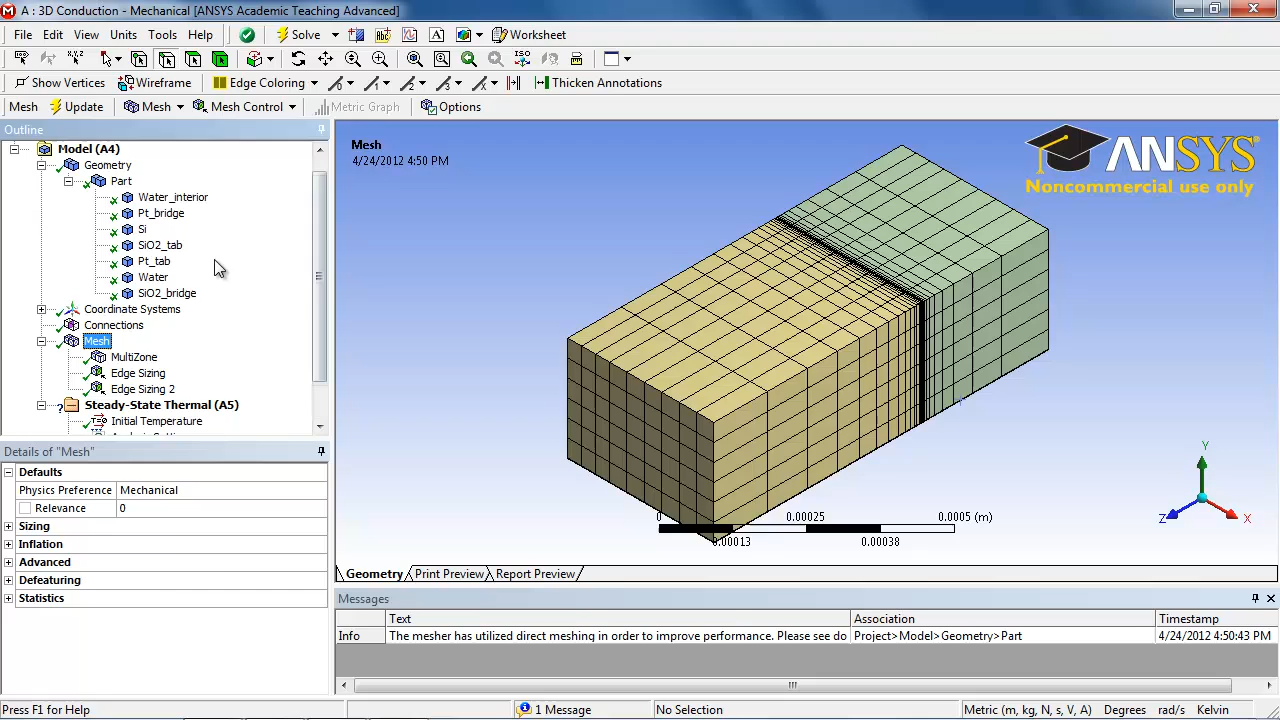 A : 3D Conduction - Mechanical [ANSYS Academic Teaching Advanced]
File Edit View Units Tools Help Solve Worksheet
Show Vertices Wireframe Edge Coloring Thicken Annotations
Mesh Update Mesh Mesh Control Metric Graph Options
Outline
Model (A4)
Geometry
Part
Water_interior
Pt_bridge
Si
SiO2_tab
Pt_tab
Water
SiO2_bridge
Coordinate Systems
Connections
Mesh
MultiZone
Edge Sizing
Edge Sizing 2
Steady-State Thermal (A5)
Initial Temperature
Details of "Mesh"
Defaults
Physics Preference Mechanical
Relevance 0
Sizing
Inflation
Advanced
Defeaturing
Statistics
Mesh
4/24/2012 4:50 PM
ANSYS
Noncommercial use only
Y
Z X
0 0.00025 0.0005 (m)
0.00013 0.00038
Geometry Print Preview Report Preview
Messages
Text Association Timestamp
Info The mesher has utilized direct meshing in order to improve performance. Please see do Project>Model>Geometry>Part 4/24/2012 4:50:43 PM
Press F1 for Help 1 Message No Selection Metric (m, kg, N, s, V, A) Degrees rad/s Kelvin